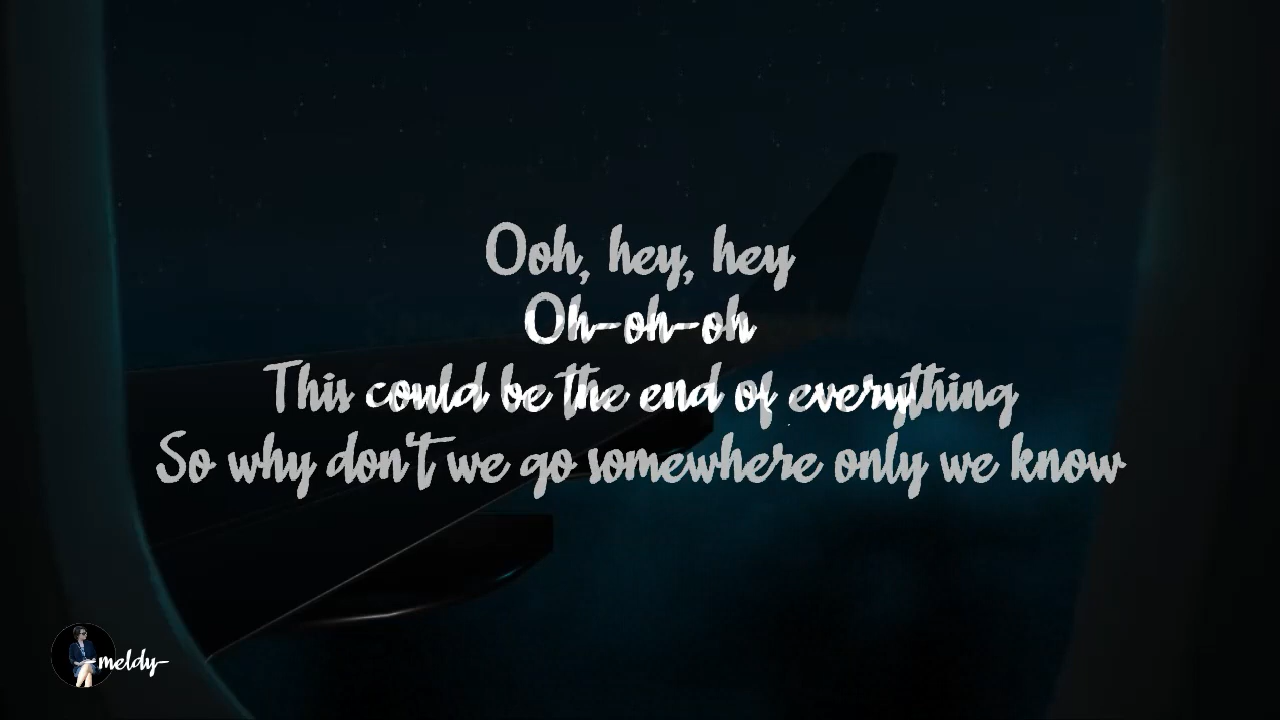 Ooh, hey, hey
Oh-oh-oh
This could be the end of everything
So why don't we go somewhere only we know
meldy